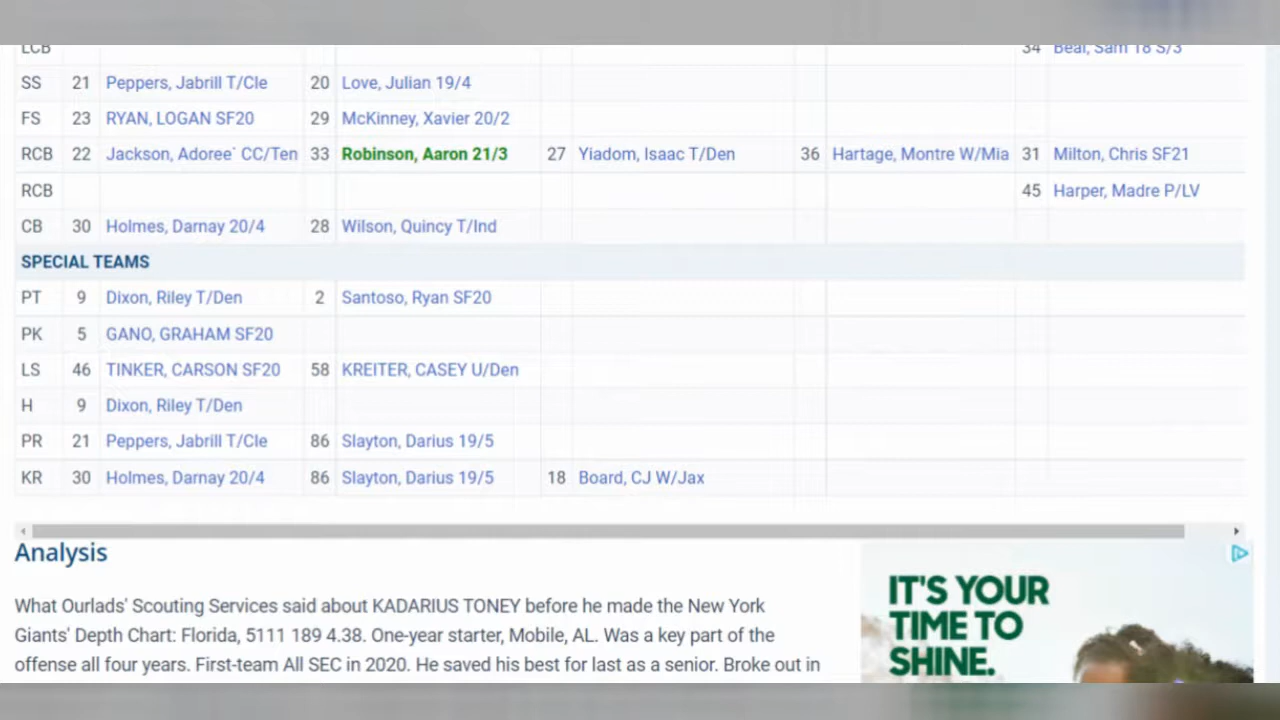 LCB 34 Beal, Sam 18 S/3
SS 21 Peppers, Jabrill T/Cle 20 Love, Julian 19/4
FS 23 RYAN, LOGAN SF20 29 McKinney, Xavier 20/2
RCB 22 Jackson, Adoree` CC/Ten 33 Robinson, Aaron 21/3 27 Yiadom, Isaac T/Den 36 Hartage, Montre W/Mia 31 Milton, Chris SF21
RCB 45 Harper, Madre P/LV
CB 30 Holmes, Darnay 20/4 28 Wilson, Quincy T/Ind
SPECIAL TEAMS
PT 9 Dixon, Riley T/Den 2 Santoso, Ryan SF20
PK 5 GANO, GRAHAM SF20
LS 46 TINKER, CARSON SF20 58 KREITER, CASEY U/Den
H 9 Dixon, Riley T/Den
PR 21 Peppers, Jabrill T/Cle 86 Slayton, Darius 19/5
KR 30 Holmes, Darnay 20/4 86 Slayton, Darius 19/5 18 Board, CJ W/Jax
Analysis
What Ourlads' Scouting Services said about KADARIUS TONEY before he made the New York
Giants' Depth Chart: Florida, 5111 189 4.38. One-year starter, Mobile, AL. Was a key part of the
offense all four years. First-team All SEC in 2020. He saved his best for last as a senior. Broke out in
IT'S YOUR
TIME TO
SHINE.